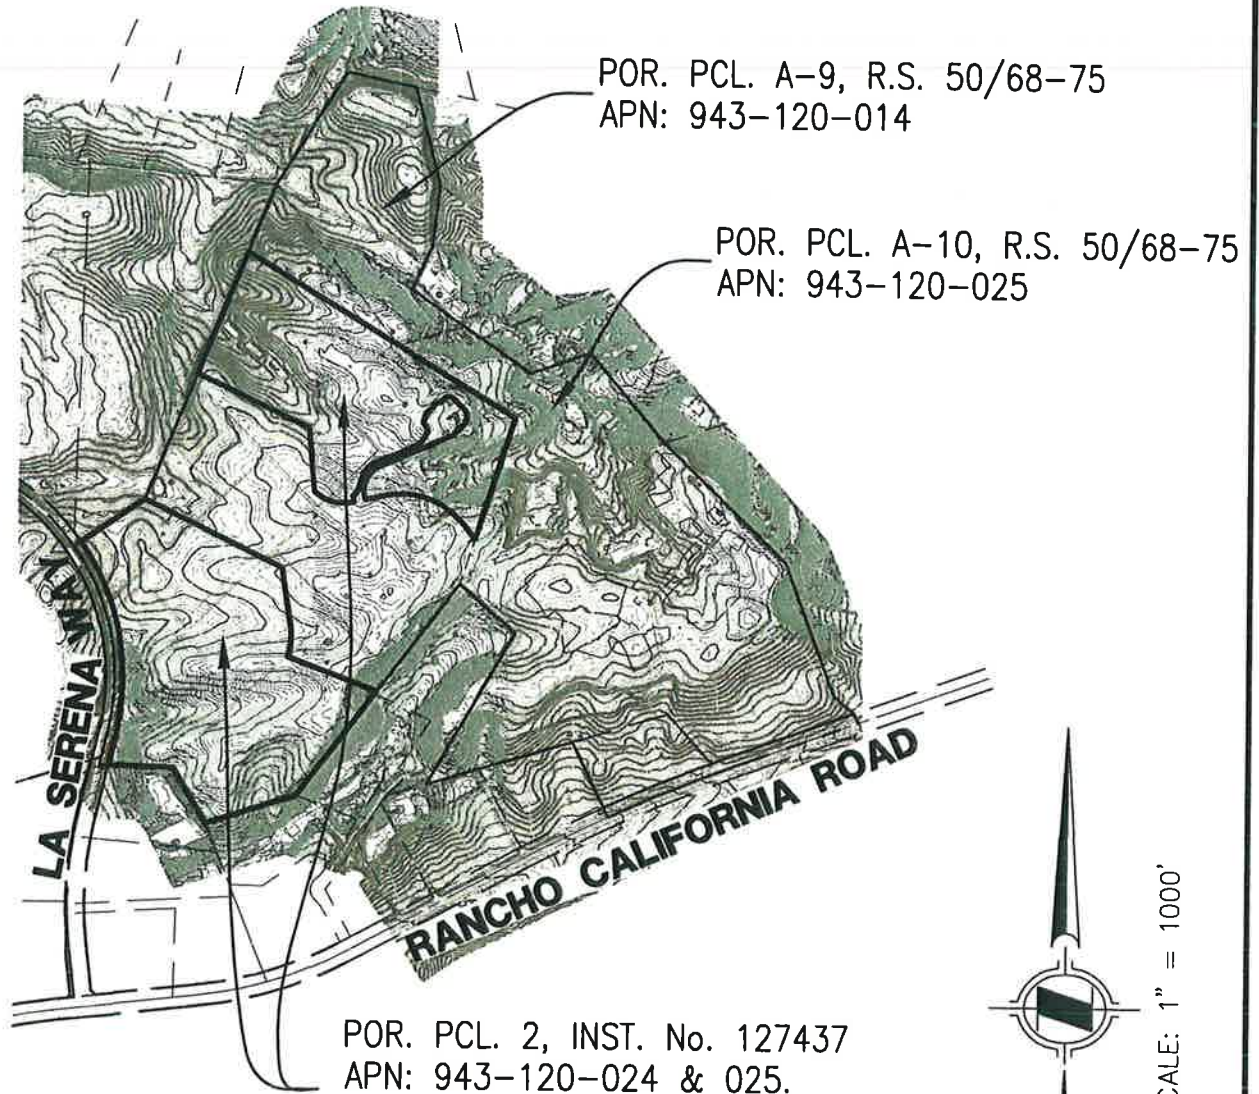 POR. PCL. A-9, R.S. 50/68-75
APN: 943-120-014
POR. PCL. A-10, R.S. 50/68-75
APN: 943-120-025
LA SERENA WAY
RANCHO CALIFORNIA ROAD
POR. PCL. 2, INST. No. 127437
APN: 943-120-024 & 025.
CALE: 1" = 1000'